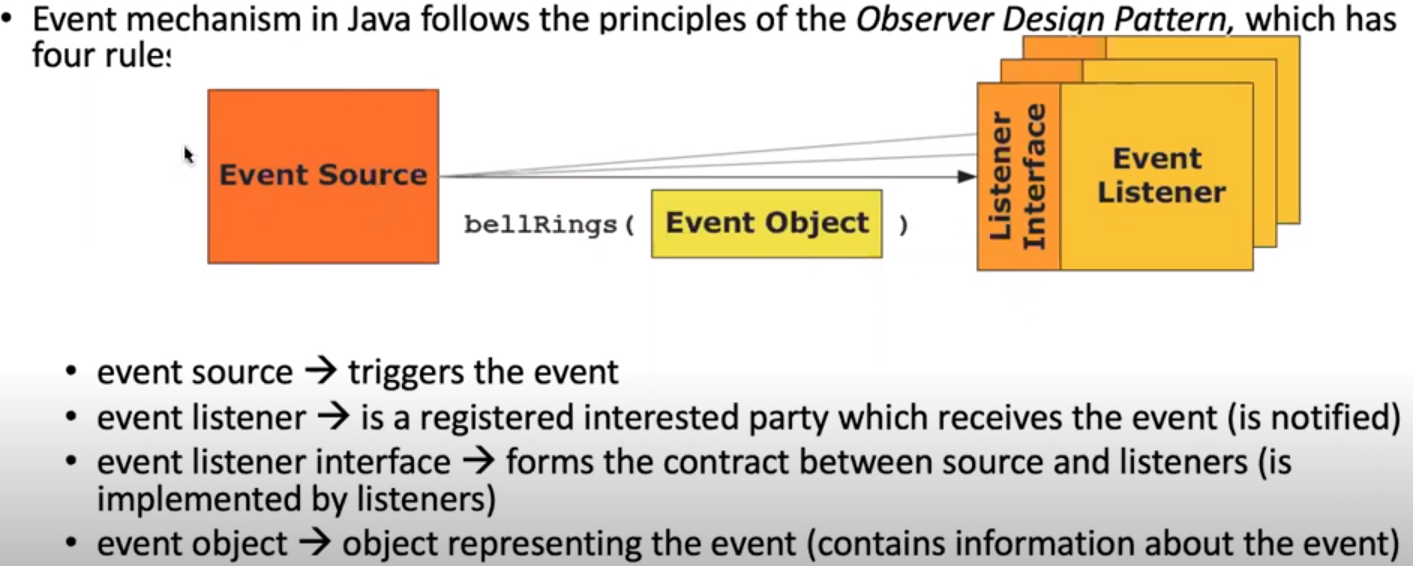 • Event mechanism in Java follows the principles of the Observer Design Pattern, which has
four rules
Event Source
bellRings( Event Object )
Listener
Interface
Event
Listener
• event source → triggers the event
• event listener → is a registered interested party which receives the event (is notified)
• event listener interface → forms the contract between source and listeners (is
implemented by listeners)
• event object → object representing the event (contains information about the event)